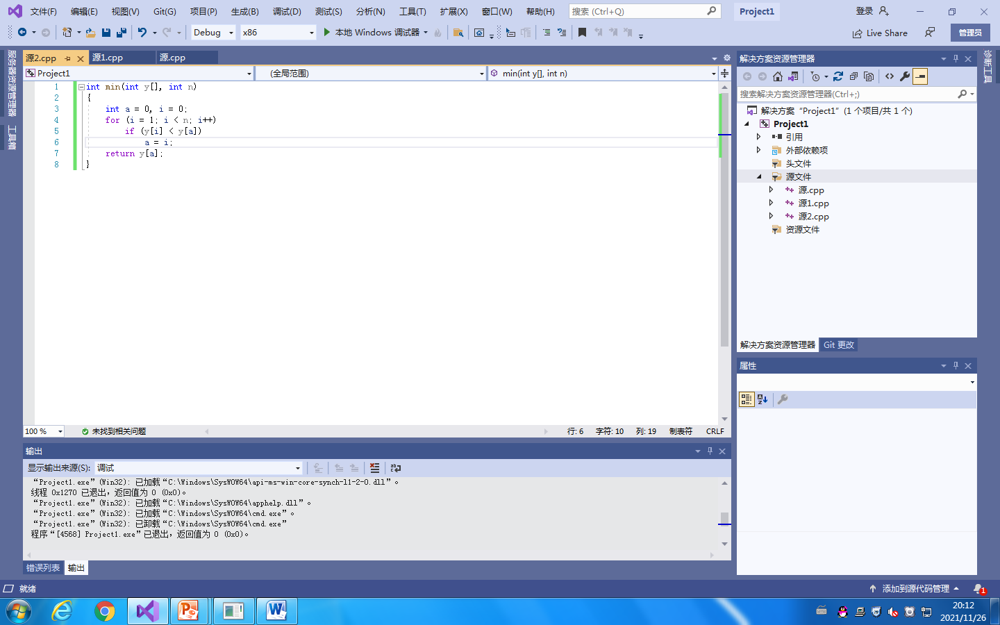 文件(F) 编辑(E) 视图(V) Git(G) 项目(P) 生成(B) 调试(D) 测试(S) 分析(N) 工具(T) 扩展(X) 窗口(W) 帮助(H) 搜索 (Ctrl+Q) Project1 登录
Debug x86 本地 Windows 调试器 Live Share 管理员
服务器资源管理器
工具箱
源2.cpp 源1.cpp 源.cpp
Project1 (全局范围) min(int y[], int n)
1 int min(int y[], int n)
2 {
3 int a = 0, i = 0;
4 for (i = 1; i < n; i++)
5 if (y[i] < y[a])
6 a = i;
7 return y[a];
8 }
100 % 未找到相关问题 行: 6 字符: 10 列: 19 制表符 CRLF
输出
显示输出来源(S): 调试
“Project1.exe”(Win32): 已加载“C:\Windows\SysWOW64\api-ms-win-core-synch-l1-2-0.dll”。
线程 0x1270 已退出，返回值为 0 (0x0)。
“Project1.exe”(Win32): 已加载“C:\Windows\SysWOW64\apphelp.dll”。
“Project1.exe”(Win32): 已加载“C:\Windows\SysWOW64\cmd.exe”。
“Project1.exe”(Win32): 已卸载“C:\Windows\SysWOW64\cmd.exe”
程序“[4568] Project1.exe”已退出，返回值为 0 (0x0)。
错误列表 输出
解决方案资源管理器
搜索解决方案资源管理器(Ctrl+;)
解决方案“Project1”(1 个项目/共 1 个)
Project1
引用
外部依赖项
头文件
源文件
源.cpp
源1.cpp
源2.cpp
资源文件
解决方案资源管理器 Git 更改
属性
诊断工具
就绪 添加到源代码管理 1
20:12
2021/11/26